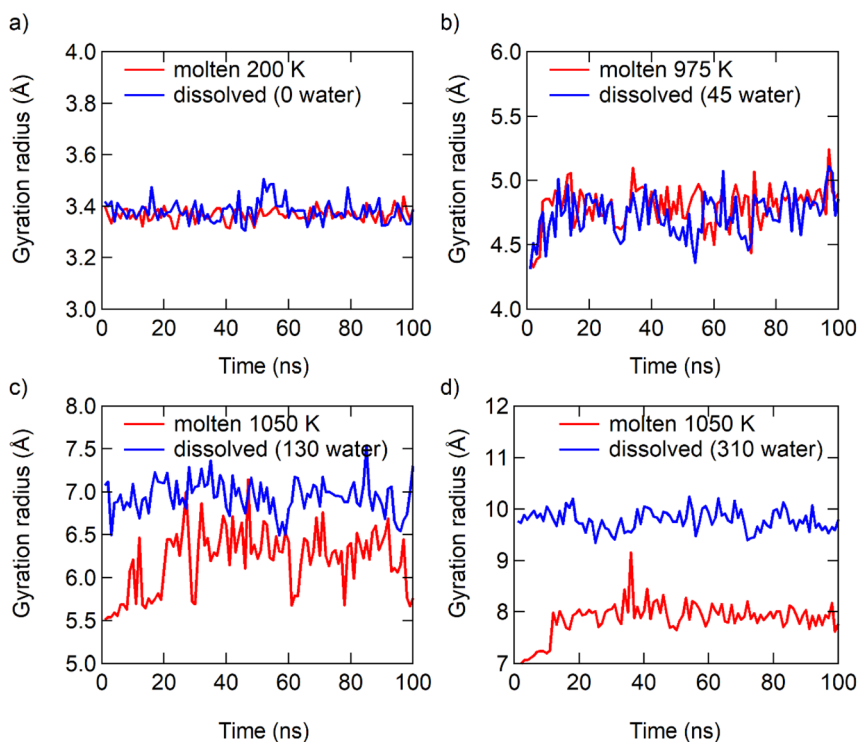 a)
Gyration radius (Å)
4.0
3.8
3.6
3.4
3.2
3.0
molten 200 K
dissolved (0 water)
0 20 40 60 80 100
Time (ns)
b)
Gyration radius (Å)
6.0
5.5
5.0
4.5
4.0
molten 975 K
dissolved (45 water)
0 20 40 60 80 100
Time (ns)
c)
Gyration radius (Å)
8.0
7.5
7.0
6.5
6.0
5.5
5.0
molten 1050 K
dissolved (130 water)
0 20 40 60 80 100
Time (ns)
d)
Gyration radius (Å)
12
11
10
9
8
7
molten 1050 K
dissolved (310 water)
0 20 40 60 80 100
Time (ns)